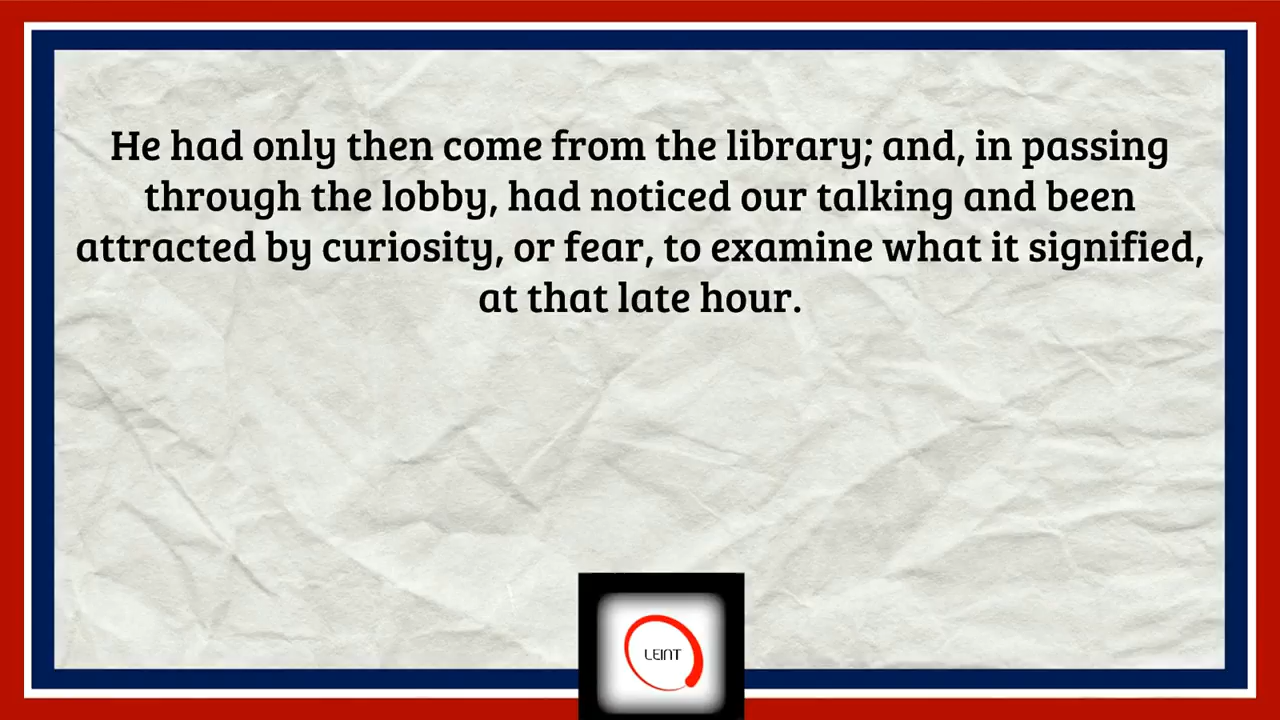 He had only then come from the library; and, in passing
through the lobby, had noticed our talking and been
attracted by curiosity, or fear, to examine what it signified,
at that late hour.
LEINT